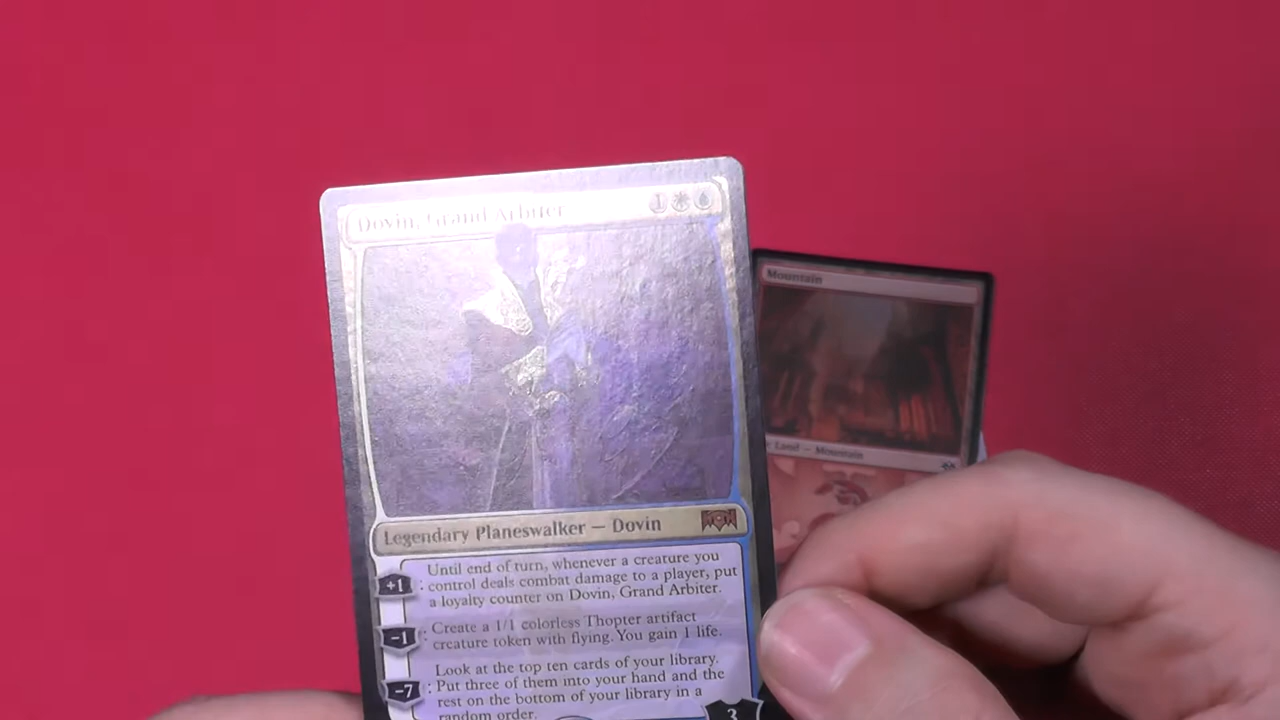 Dovin, Grand Arbiter 1
Legendary Planeswalker — Dovin
+1 : Until end of turn, whenever a creature you
control deals combat damage to a player, put
a loyalty counter on Dovin, Grand Arbiter.
-1 : Create a 1/1 colorless Thopter artifact
creature token with flying. You gain 1 life.
-7 : Look at the top ten cards of your library.
Put three of them into your hand and the
rest on the bottom of your library in a
random order.
3
Mountain
Land — Mountain